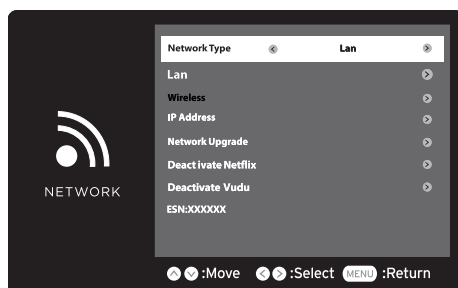 Network Type Lan
Lan
Wireless
IP Address
Network Upgrade
Deact ivate Netflix
Deactivate Vudu
ESN:XXXXXX
NETWORK
:Move :Select MENU :Return